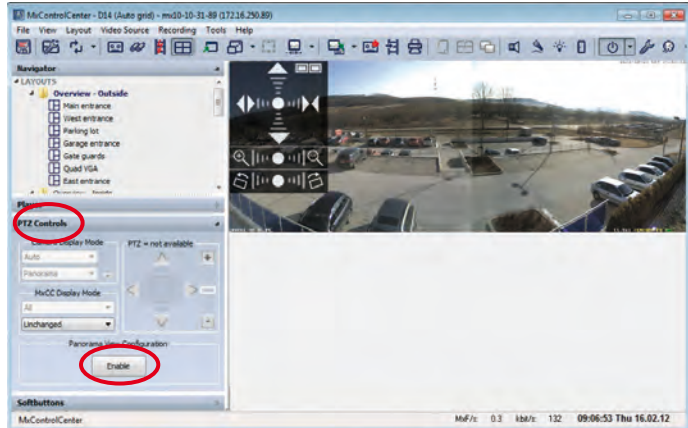 MxControlCenter - D14 (Auto grid) - mx10-10-31-89 (172.16.250.89)
File View Layout Video Source Recording Tools Help
Navigator
LAYOUTS
Overview - Outside
Main entrance
West entrance
Parking lot
Garage entrance
Gate guards
Quad VGA
East entrance
Player
PTZ Controls
Camera Display Mode
PTZ = not available
Auto
Panorama
MxCC Display Mode
All
Unchanged
Panorama View Configuration
Enable
Softbuttons
MxControlCenter
MxF/s: 0.3 kbit/s: 132 09:06:53 Thu 16.02.12